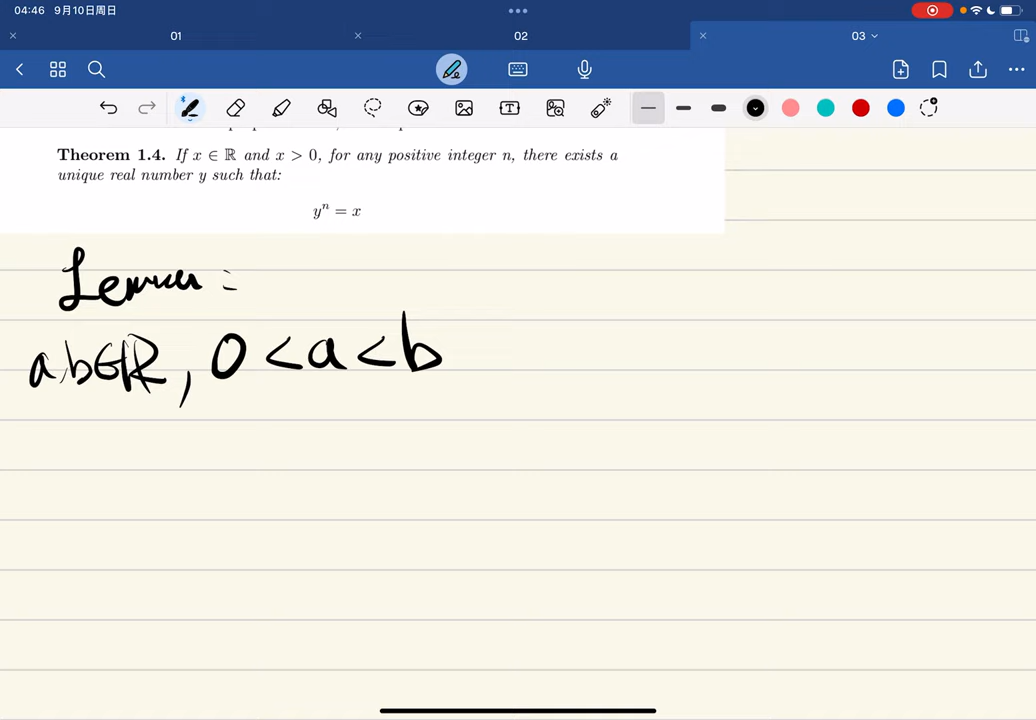 04:46 9月10日周日
01 02 03
Theorem 1.4. If x ∈ ℝ and x > 0, for any positive integer n, there exists a
unique real number y such that:
yⁿ = x
Lemma :
a,b∈ℝ, 0<a<b